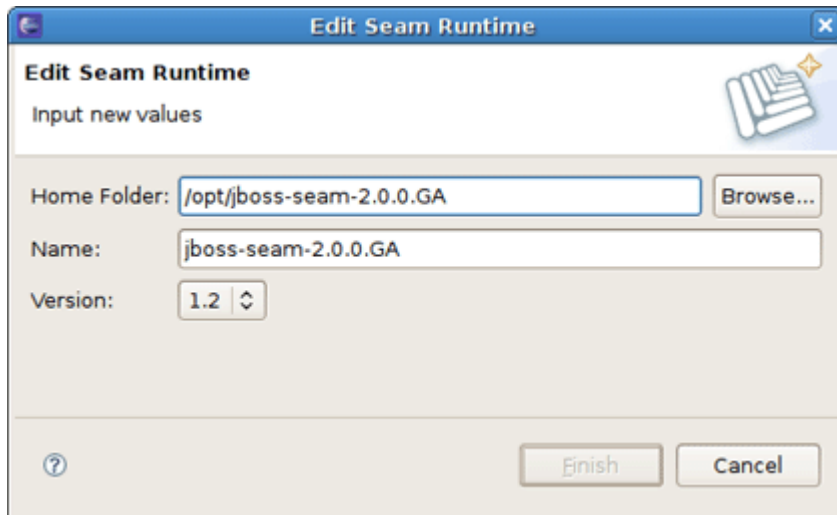 Edit Seam Runtime
Edit Seam Runtime
Input new values
Home Folder: /opt/jboss-seam-2.0.0.GA Browse...
Name: jboss-seam-2.0.0.GA
Version: 1.2
? Finish Cancel